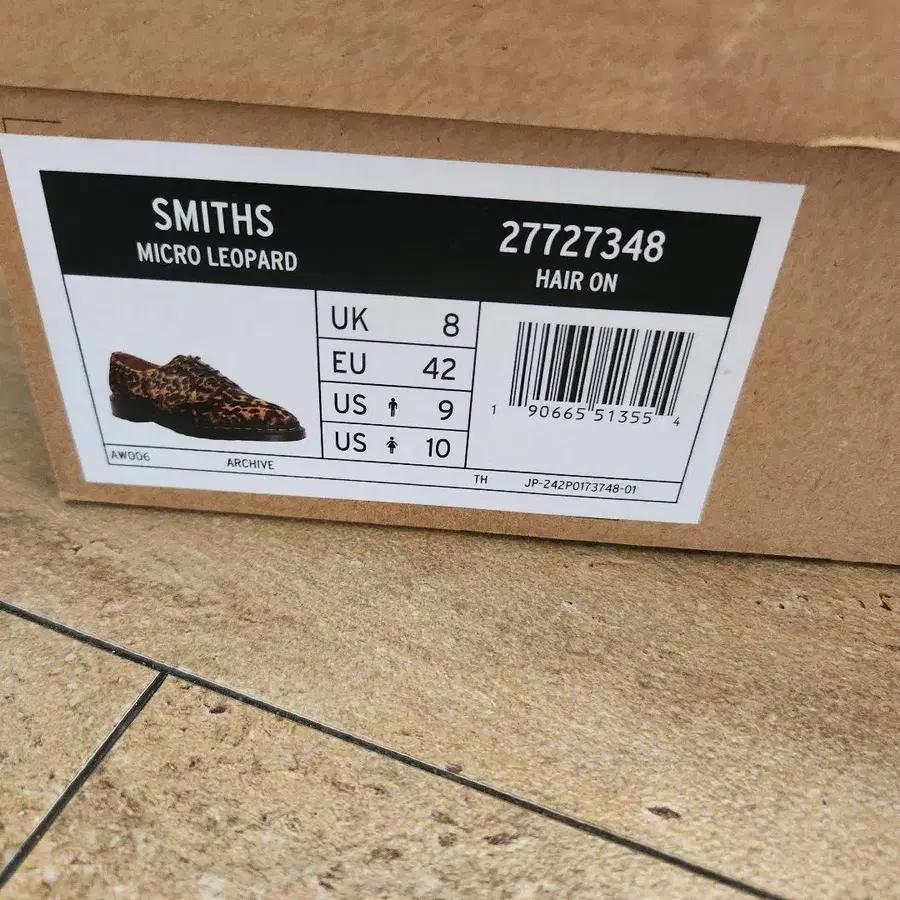 SMITHS
MICRO LEOPARD
27727348
HAIR ON
UK 8
EU 42
US 9
US 10
1 90665 51355 4
AW006
ARCHIVE
TH
JP-242P0173748-01